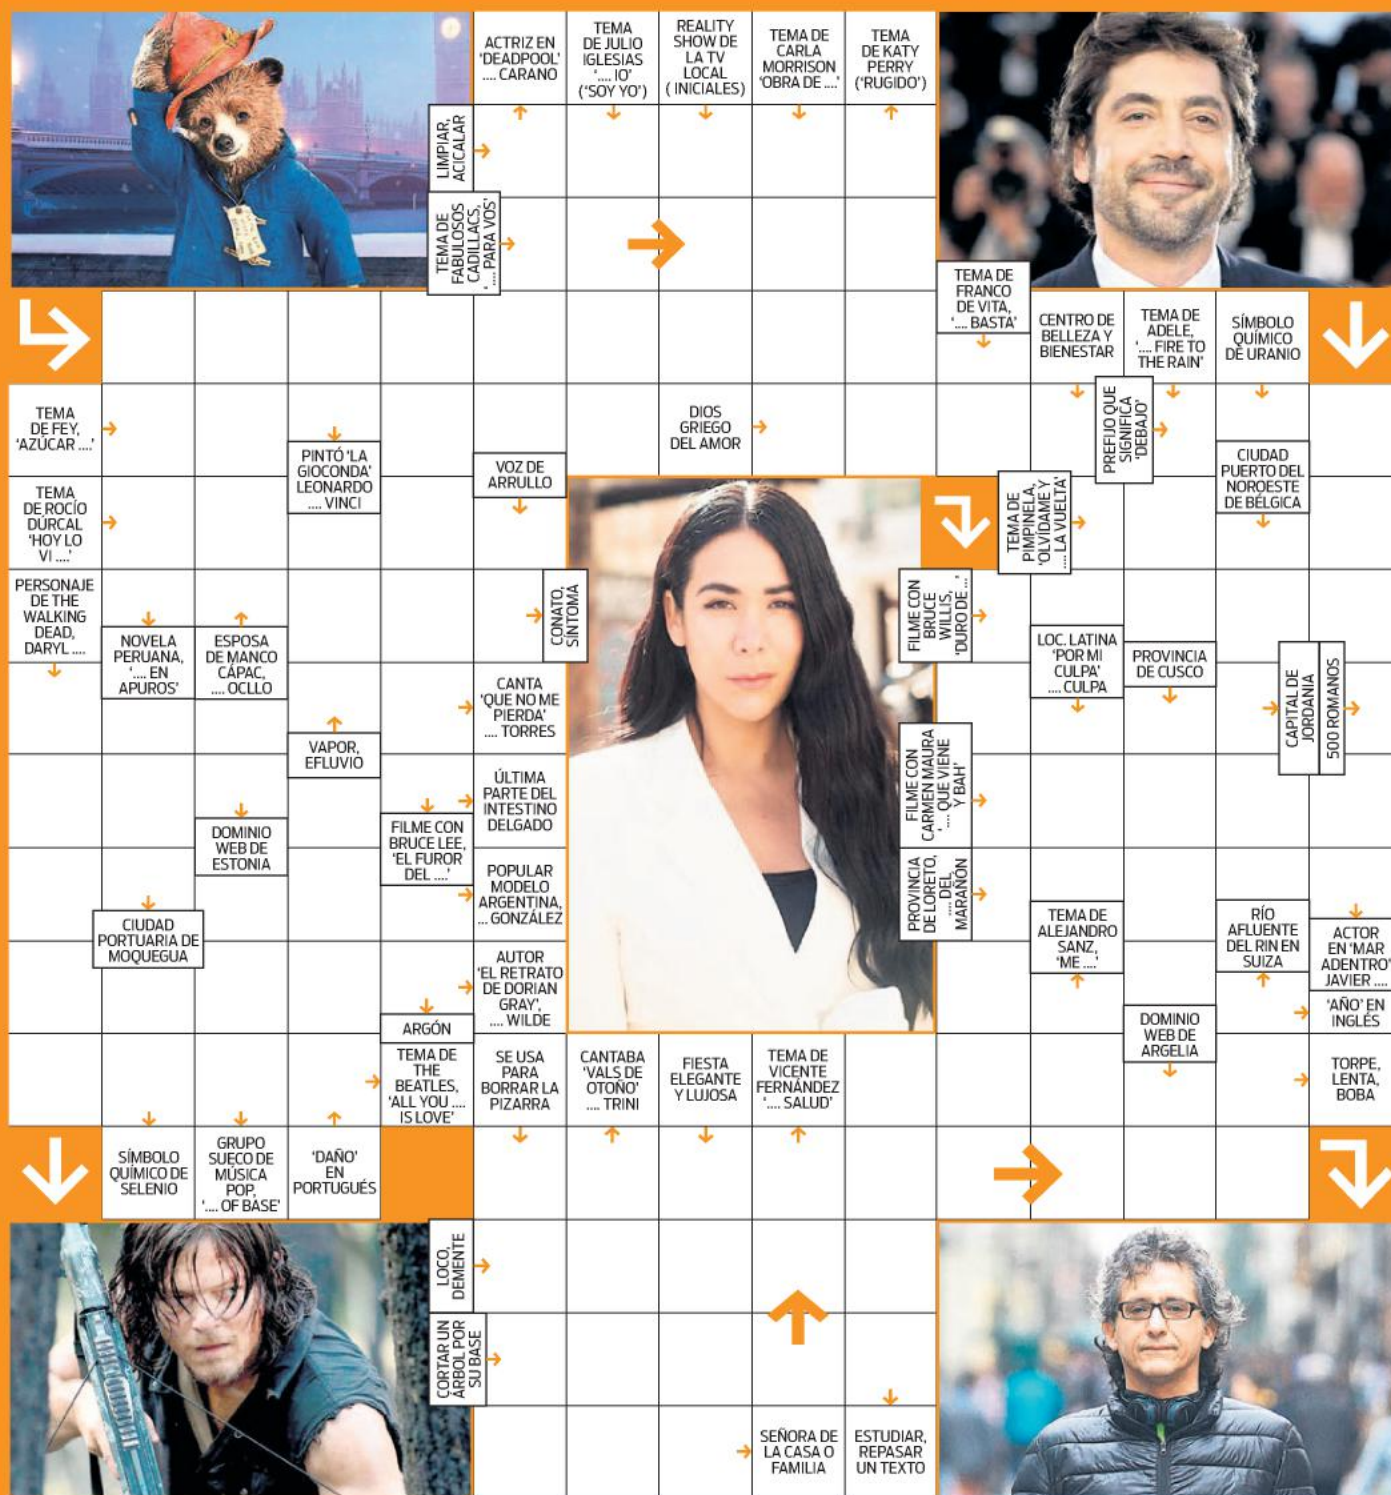 ACTRIZ EN
'DEADPOOL'
.... CARANO
TEMA
DE JULIO
IGLESIAS
'.... IO'
('SOY YO')
REALITY
SHOW DE
LA TV
LOCAL
( INICIALES)
TEMA DE
CARLA
MORRISON
'OBRA DE ....'
TEMA
DE KATY
PERRY
('RUGIDO')
LIMPIAR,
ACICALAR
TEMA DE
FABULOSOS
CADILLACS,
'.... PARA VOS'
TEMA DE
FRANCO
DE VITA,
'.... BASTA'
CENTRO DE
BELLEZA Y
BIENESTAR
TEMA DE
ADELE,
'.... FIRE TO
THE RAIN'
SÍMBOLO
QUÍMICO
DE URANIO
TEMA
DE FEY,
'AZÚCAR ....'
PINTÓ 'LA
GIOCONDA'
LEONARDO
.... VINCI
VOZ DE
ARRULLO
DIOS
GRIEGO
DEL AMOR
PREFIJO QUE
SIGNIFICA
'DEBAJO'
CIUDAD
PUERTO DEL
NOROESTE
DE BÉLGICA
TEMA
DE ROCÍO
DÚRCAL
'HOY LO
VI ....'
TEMA DE
PIMPINELA,
'OLVÍDAME Y
.... LA VUELTA'
PERSONAJE
DE THE
WALKING
DEAD,
DARYL ....
NOVELA
PERUANA,
'.... EN
APUROS'
ESPOSA
DE MANCO
CÁPAC,
.... OCLLO
CONATO,
SÍNTOMA
FILME CON
BRUCE
WILLIS,
'DURO DE ...'
LOC. LATINA
'POR MI
CULPA'
.... CULPA
PROVINCIA
DE CUSCO
CAPITAL DE
JORDANIA
500 ROMANOS
CANTA
'QUE NO ME
PIERDA'
.... TORRES
VAPOR,
EFLUVIO
ÚLTIMA
PARTE DEL
INTESTINO
DELGADO
FILME CON
CARMEN MAURA
'.... QUE VIENE
Y BAH'
DOMINIO
WEB DE
ESTONIA
FILME CON
BRUCE LEE,
'EL FUROR
DEL ....'
POPULAR
MODELO
ARGENTINA,
... GONZÁLEZ
PROVINCIA
DE LORETO,
.... DEL
MARAÑÓN
CIUDAD
PORTUARIA DE
MOQUEGUA
TEMA DE
ALEJANDRO
SANZ,
'ME ....'
RÍO
AFLUENTE
DEL RIN EN
SUIZA
ACTOR
EN 'MAR
ADENTRO'
JAVIER ....
AUTOR
'EL RETRATO
DE DORIAN
GRAY',
.... WILDE
ARGÓN
DOMINIO
WEB DE
ARGELIA
'AÑO' EN
INGLÉS
TEMA DE
THE
BEATLES,
'ALL YOU ....
IS LOVE'
SE USA
PARA
BORRAR LA
PIZARRA
CANTABA
'VALS DE
OTOÑO'
.... TRINI
FIESTA
ELEGANTE
Y LUJOSA
TEMA DE
VICENTE
FERNÁNDEZ
'.... SALUD'
TORPE,
LENTA,
BOBA
SÍMBOLO
QUÍMICO DE
SELENIO
GRUPO
SUECO DE
MÚSICA
POP,
'.... OF BASE'
'DAÑO'
EN
PORTUGUÉS
LOCO,
DEMENTE
CORTAR UN
ÁRBOL POR
SU BASE
SEÑORA DE
LA CASA O
FAMILIA
ESTUDIAR,
REPASAR
UN TEXTO